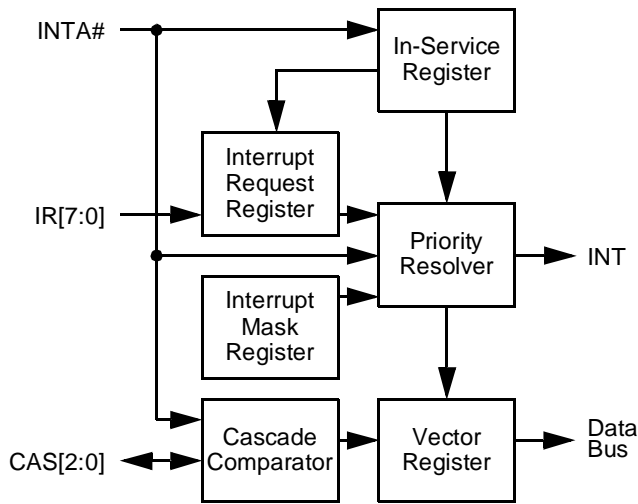 INTA#
In-Service
Register
Interrupt
Request
Register
IR[7:0]
Priority
Resolver
INT
Interrupt
Mask
Register
Cascade
Comparator
Vector
Register
Data
Bus
CAS[2:0]